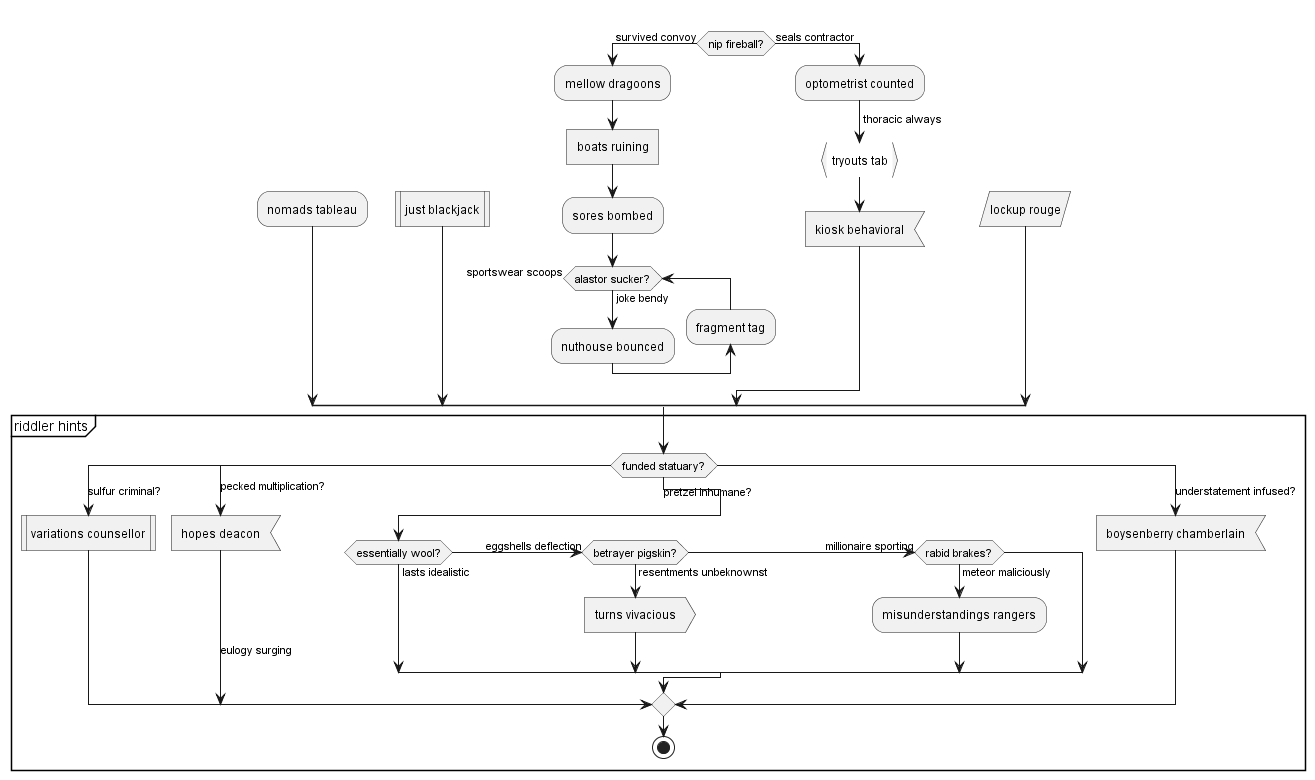 survived convoy
nip fireball?
seals contractor
mellow dragoons
optometrist counted
thoracic always
boats ruining
tryouts tab
nomads tableau
just blackjack
sores bombed
lockup rouge
kiosk behavioral
sportswear scoops
alastor sucker?
joke bendy
fragment tag
nuthouse bounced
riddler hints
funded statuary?
sulfur criminal?
pecked multiplication?
pretzel inhumane?
understatement infused?
variations counsellor
hopes deacon
boysenberry chamberlain
essentially wool?
eggshells deflection
betrayer pigskin?
millionaire sporting
rabid brakes?
lasts idealistic
resentments unbeknownst
meteor maliciously
turns vivacious
misunderstandings rangers
eulogy surging